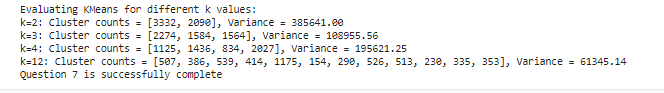 Evaluating KMeans for different k values:
k=2: Cluster counts = [3332, 2090], Variance = 385641.00
k=3: Cluster counts = [2274, 1584, 1564], Variance = 108955.56
k=4: Cluster counts = [1125, 1436, 834, 2027], Variance = 195621.25
k=12: Cluster counts = [507, 386, 539, 414, 1175, 154, 290, 526, 513, 230, 335, 353], Variance = 61345.14
Question 7 is successfully complete